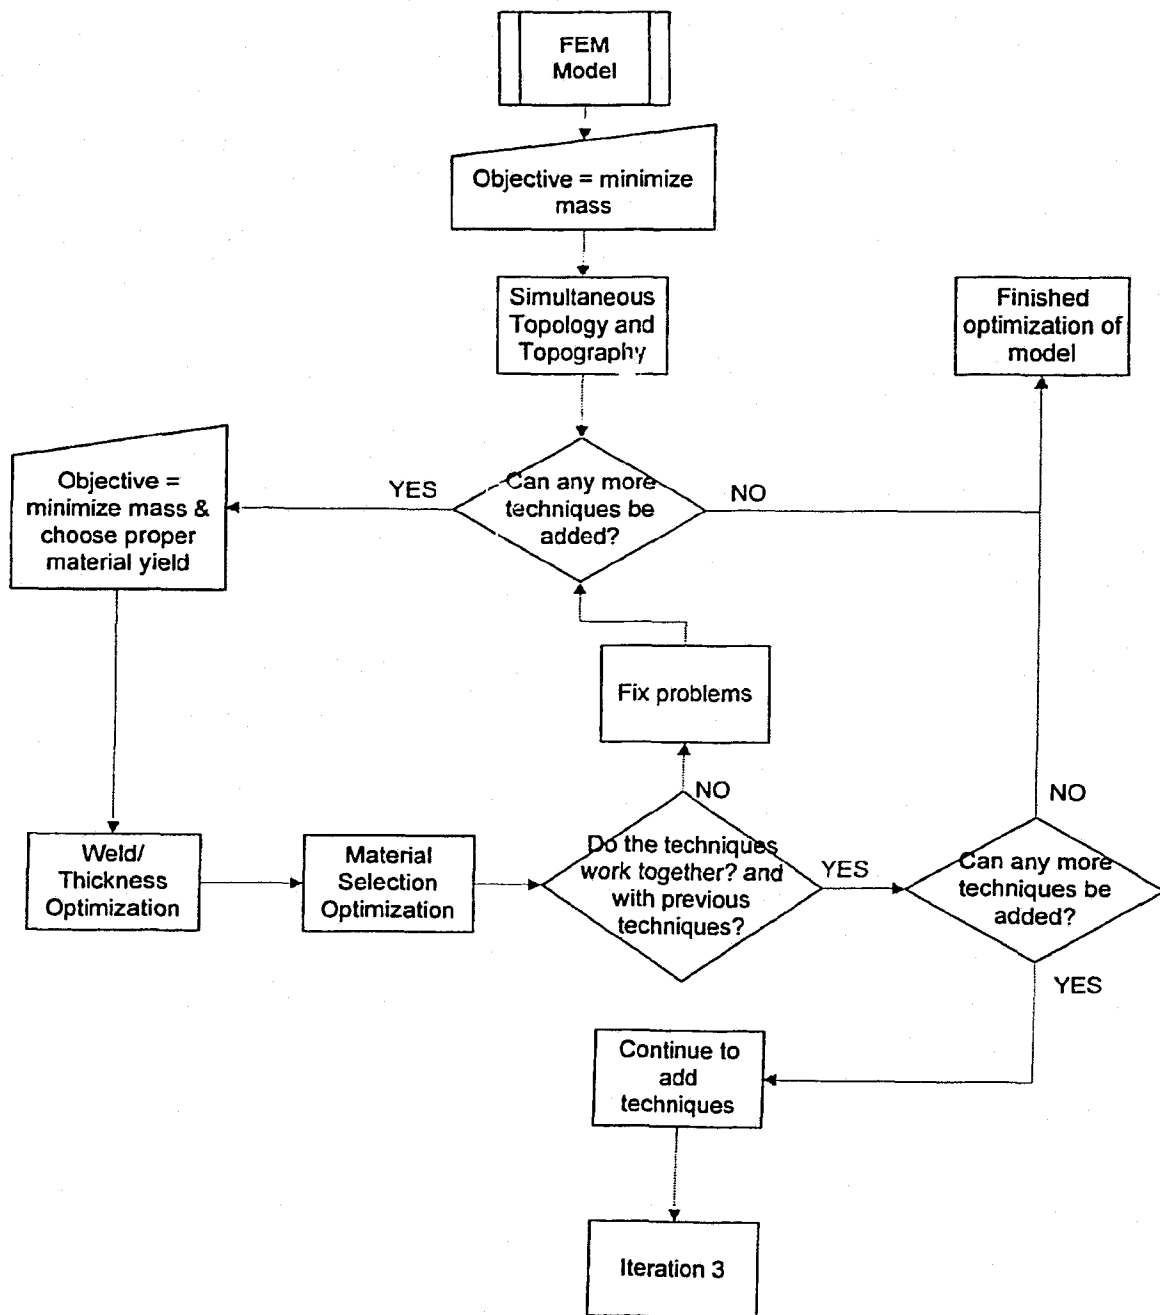 FEM
Model
Objective = minimize
mass
Simultaneous
Topology and
Topography
Finished
optimization of
model
Can any more
techniques be
added?
YES
NO
Objective =
minimize mass &
choose proper
material yield
Fix problems
NO
Weld/
Thickness
Optimization
Material
Selection
Optimization
Do the techniques
work together? and
with previous
techniques?
YES
NO
Can any more
techniques be
added?
YES
Continue to
add
techniques
Iteration 3